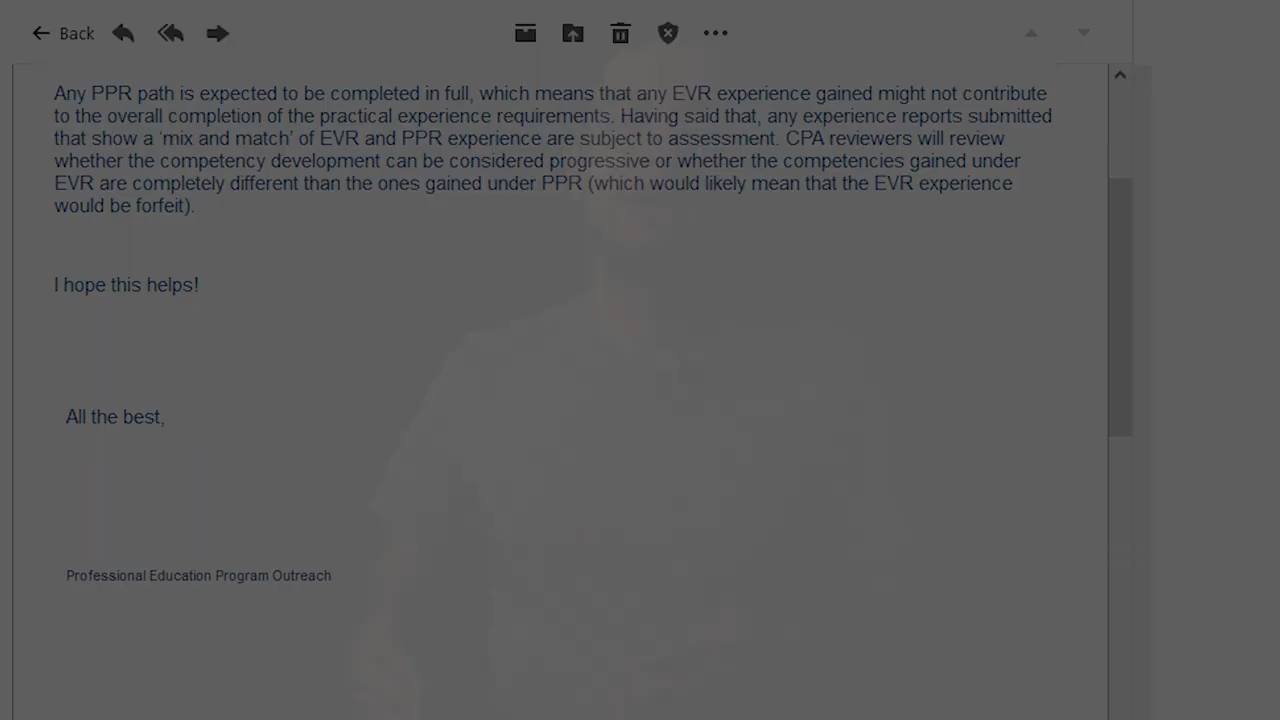 Back
Any PPR path is expected to be completed in full, which means that any EVR experience gained might not contribute
to the overall completion of the practical experience requirements. Having said that, any experience reports submitted
that show a ‘mix and match’ of EVR and PPR experience are subject to assessment. CPA reviewers will review
whether the competency development can be considered progressive or whether the competencies gained under
EVR are completely different than the ones gained under PPR (which would likely mean that the EVR experience
would be forfeit).
I hope this helps!
All the best,
Professional Education Program Outreach